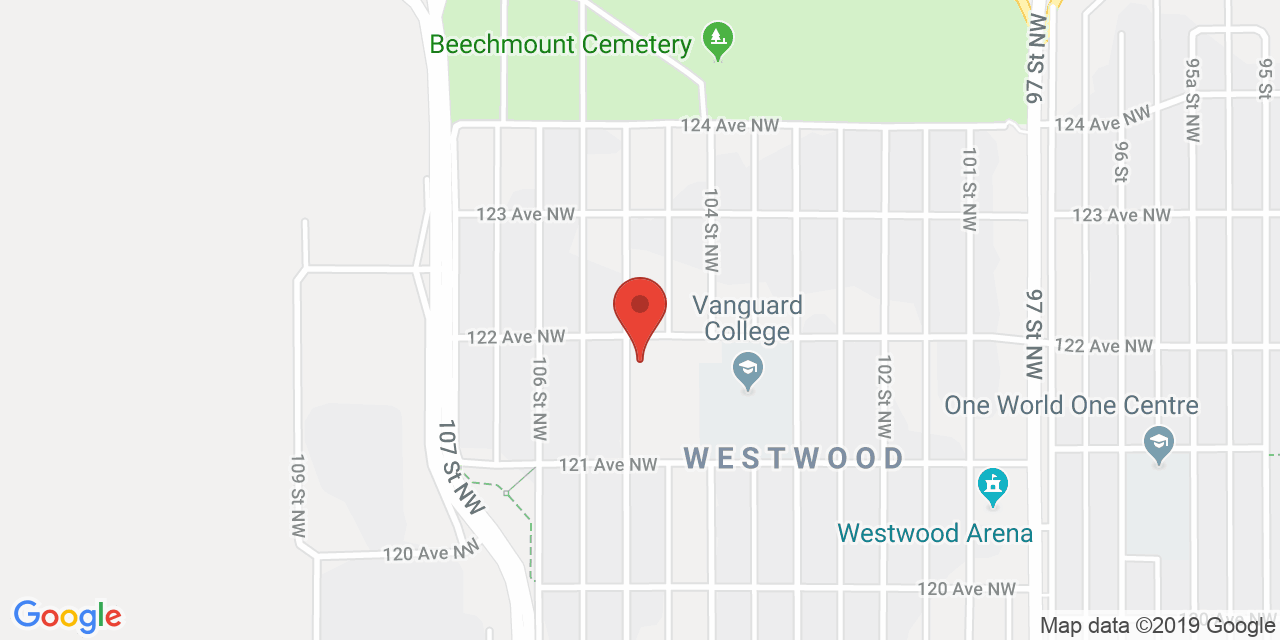 Beechmount Cemetery
97 St NW
95a St NW
95 St
124 Ave NW
124 Ave NW
96 St
101 St NW
123 Ave NW
104 St NW
123 Ave NW
Vanguard
College
97 St NW
122 Ave NW
122 Ave NW
106 St NW
102 St NW
One World One Centre
107 St NW
121 Ave NW
WESTWOOD
109 St NW
Westwood Arena
120 Ave NW
120 Ave NW
120 Ave NW
Google
Map data ©2019 Google